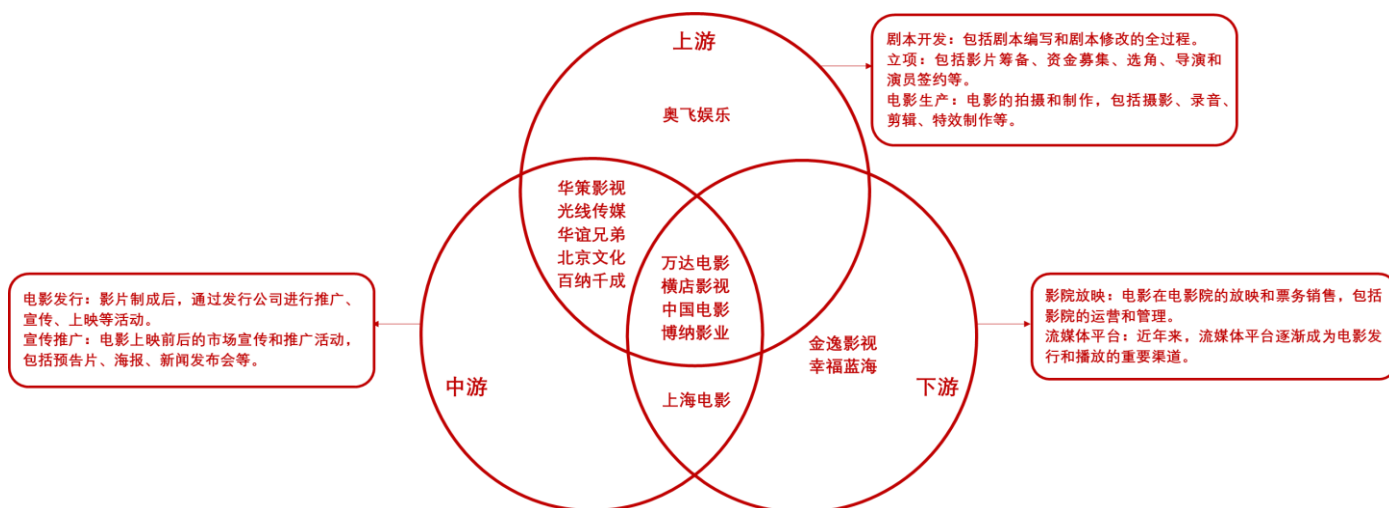 上游
剧本开发：包括剧本编写和剧本修改的全过程。
立项：包括影片筹备、资金募集、选角、导演和
演员签约等。
电影生产：电影的拍摄和制作，包括摄影、录音、
剪辑、特效制作等。
奥飞娱乐
华策影视
光线传媒
华谊兄弟
北京文化
百纳千成
万达电影
横店影视
中国电影
博纳影业
电影发行：影片制成后，通过发行公司进行推广、
宣传、上映等活动。
宣传推广：电影上映前后的市场宣传和推广活动，
包括预告片、海报、新闻发布会等。
影院放映：电影在电影院的放映和票务销售，包括
影院的运营和管理。
流媒体平台：近年来，流媒体平台逐渐成为电影发
行和播放的重要渠道。
金逸影视
幸福蓝海
中游
上海电影
下游